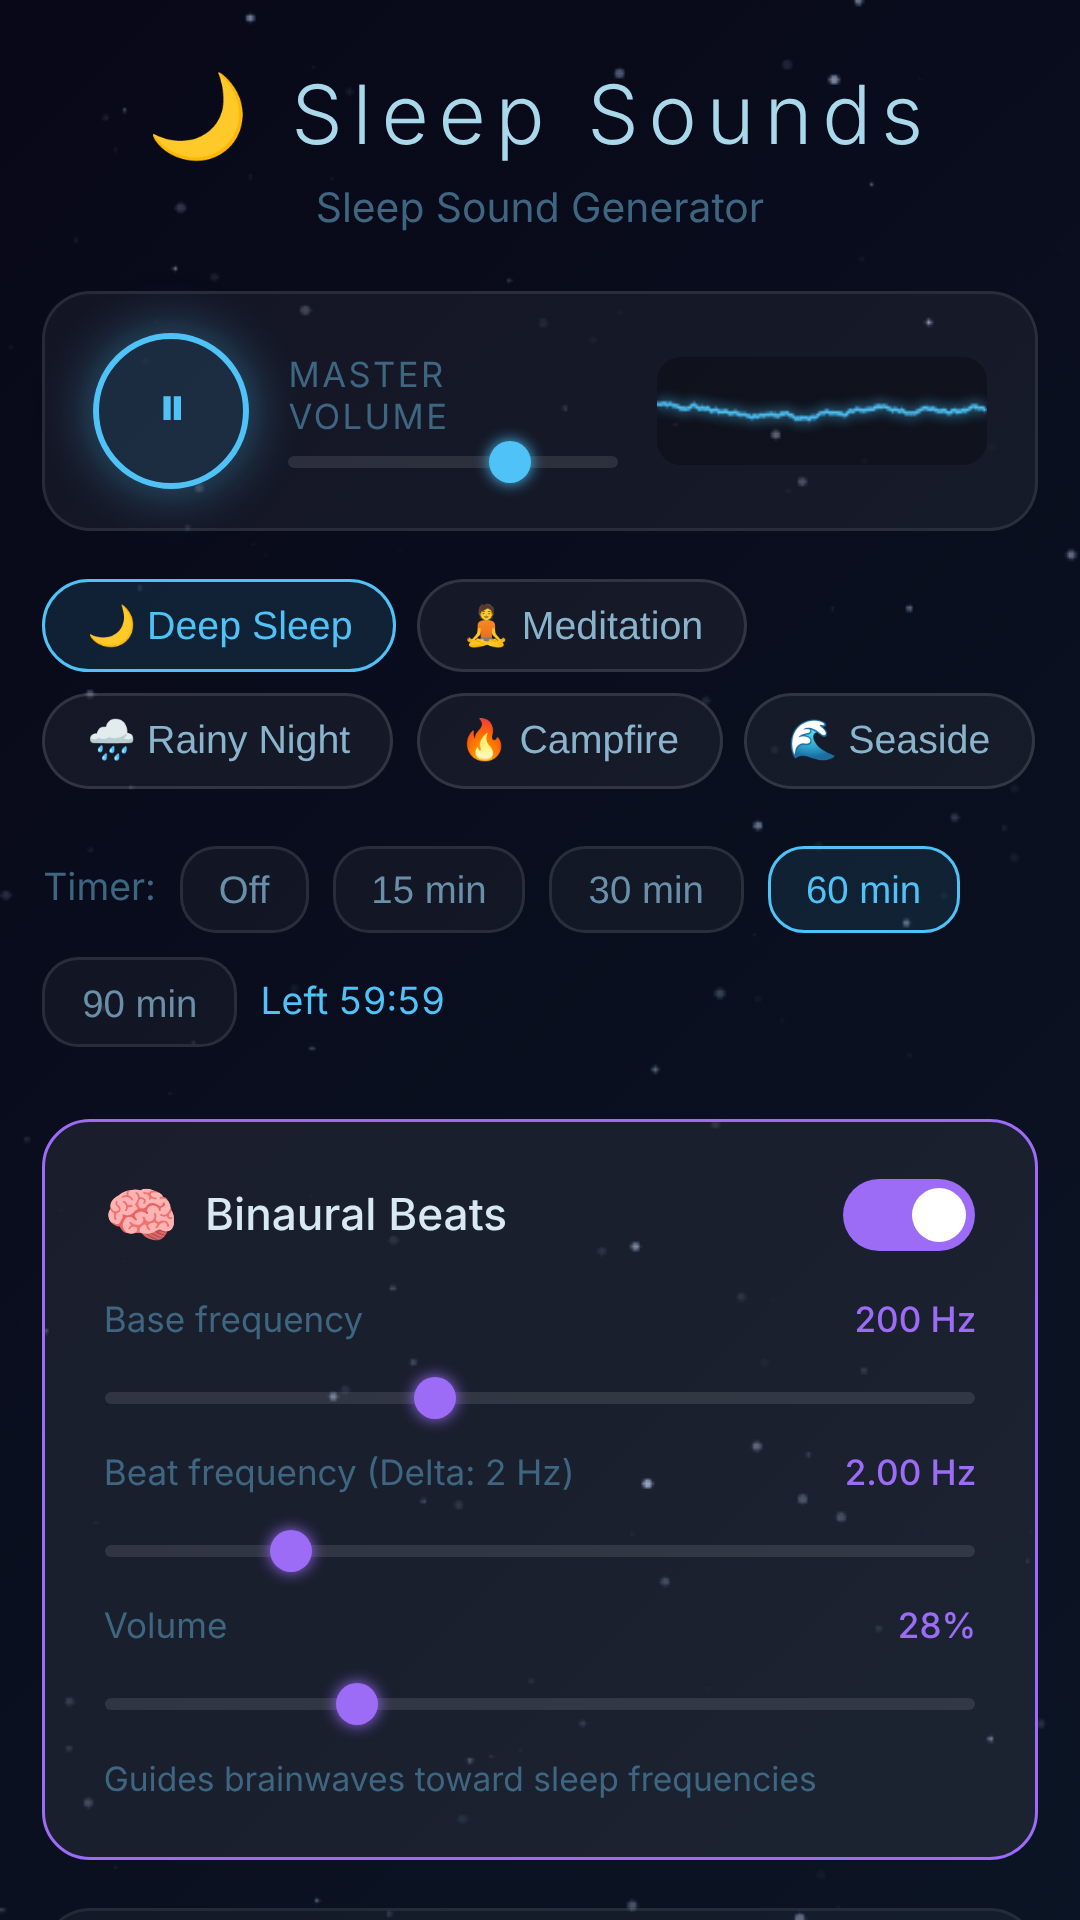 Sleep Sounds
Sleep Sound Generator
MASTER
VOLUME
Deep Sleep
Meditation
Rainy Night
Campfire
Seaside
Timer:
Off
15 min
30 min
60 min
90 min
Left 59:59
Binaural Beats
Base frequency
200 Hz
Beat frequency (Delta: 2 Hz)
2.00 Hz
Volume
28%
Guides brainwaves toward sleep frequencies